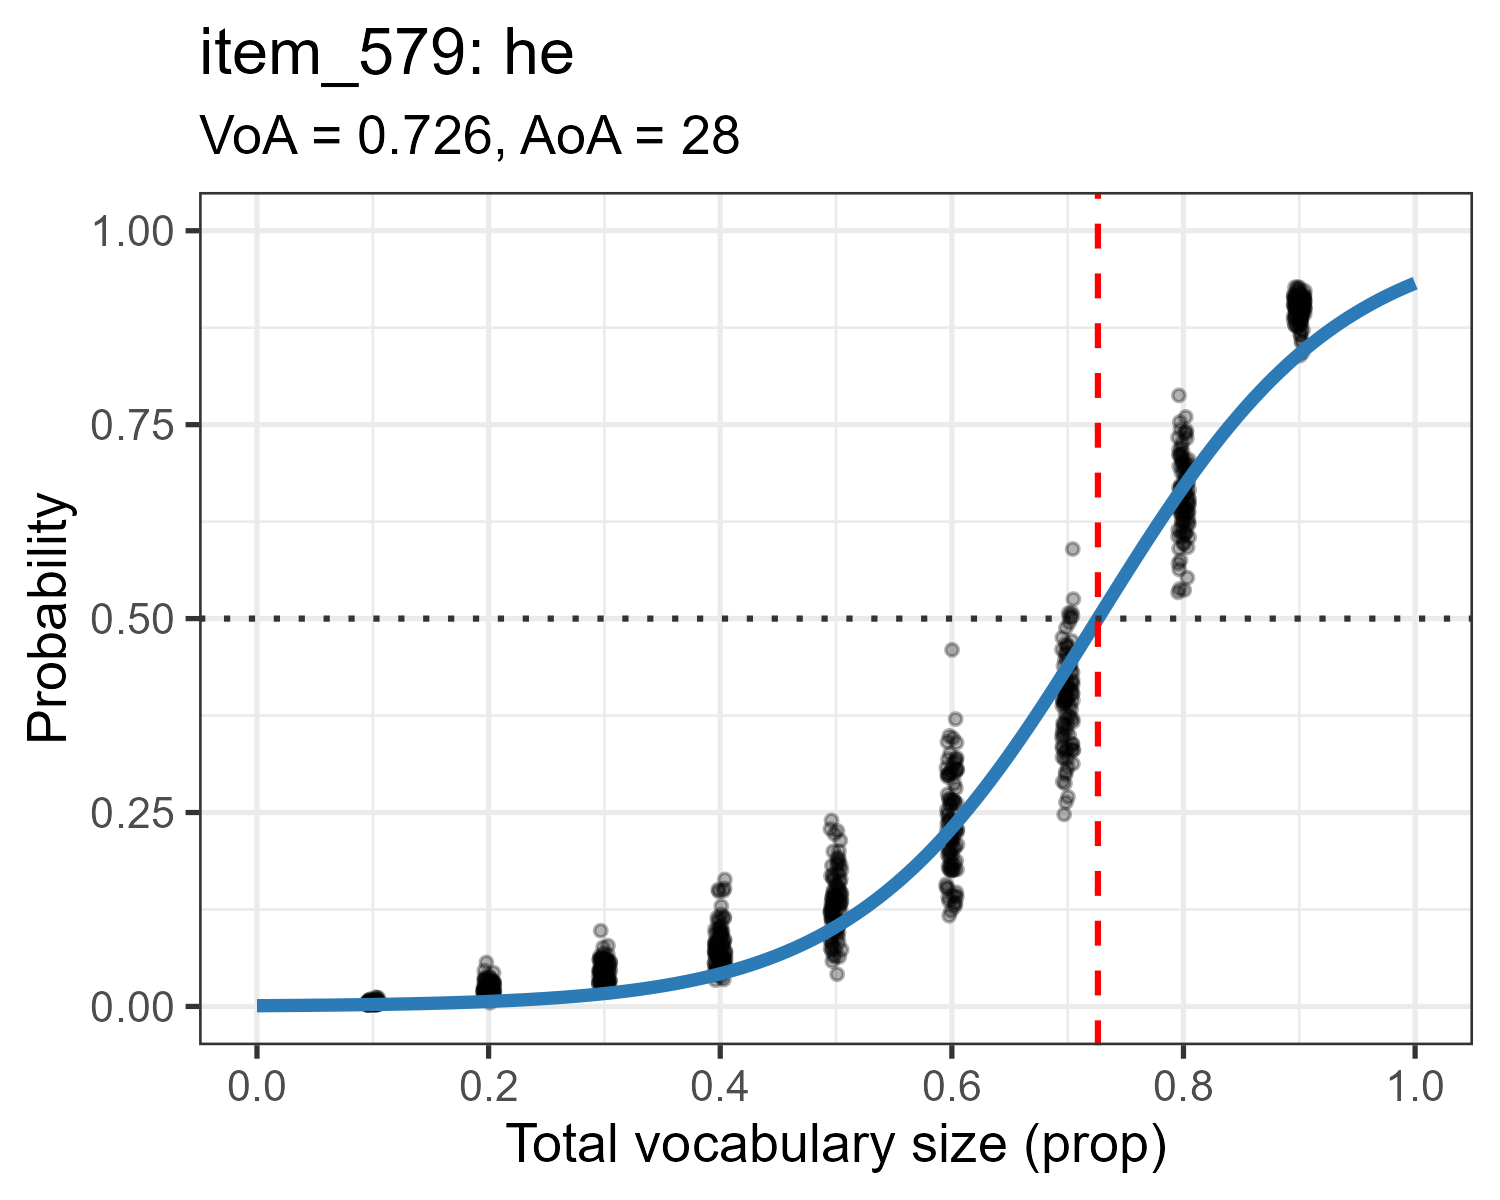 item_579: he
VoA = 0.726, AoA = 28
1.00
0.75
0.50
0.25
0.00
Probability
0.0 0.2 0.4 0.6 0.8 1.0
Total vocabulary size (prop)